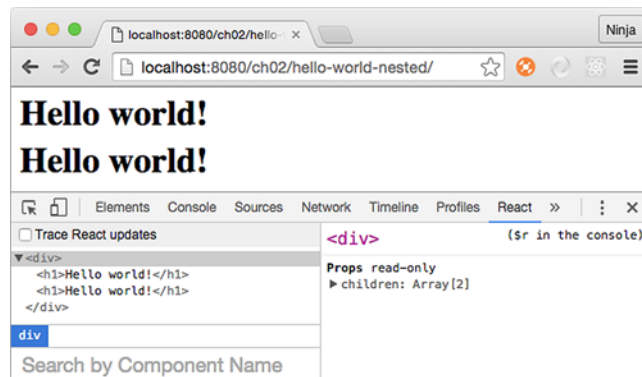 localhost:8080/ch02/hello-
Ninja
localhost:8080/ch02/hello-world-nested/
Hello world!
Hello world!
Elements Console Sources Network Timeline Profiles React »
Trace React updates
<div>
<h1>Hello world!</h1>
<h1>Hello world!</h1>
</div>
div
Search by Component Name
<div> ($r in the console)
Props read-only
children: Array[2]